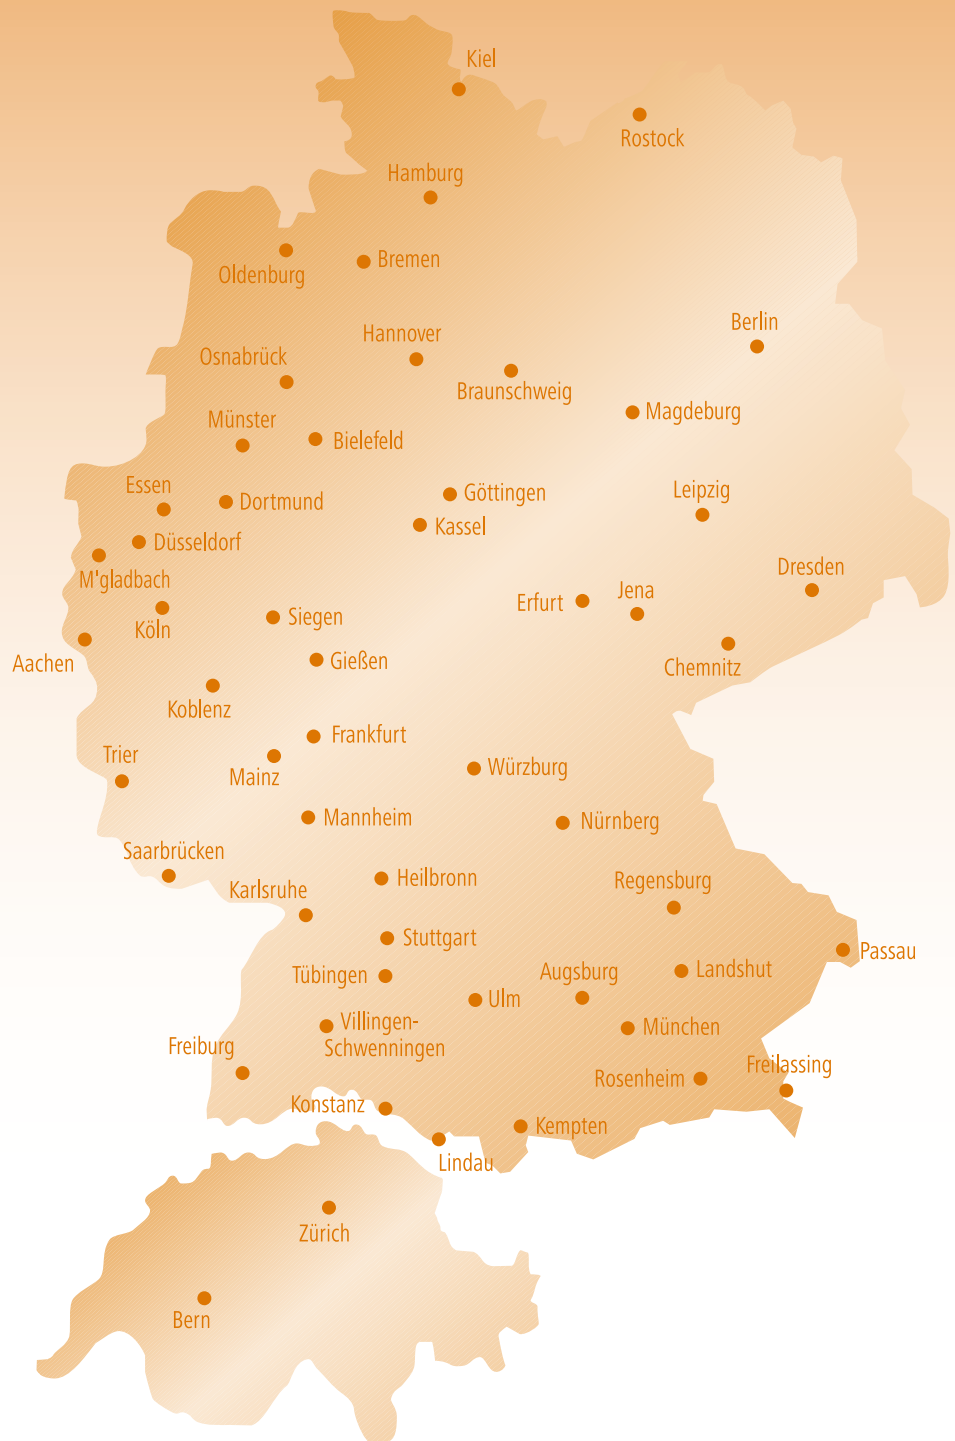 Kiel
Rostock
Hamburg
Bremen
Oldenburg
Berlin
Hannover
Osnabrück
Braunschweig
Magdeburg
Münster
Bielefeld
Essen
Dortmund
Göttingen
Leipzig
Kassel
Düsseldorf
M'gladbach
Dresden
Jena
Erfurt
Siegen
Köln
Aachen
Gießen
Chemnitz
Koblenz
Frankfurt
Trier
Mainz
Würzburg
Mannheim
Nürnberg
Saarbrücken
Heilbronn
Regensburg
Karlsruhe
Stuttgart
Passau
Tübingen
Augsburg
Landshut
Ulm
Villingen-
Schwenningen
München
Freiburg
Freilassing
Rosenheim
Konstanz
Kempten
Lindau
Zürich
Bern